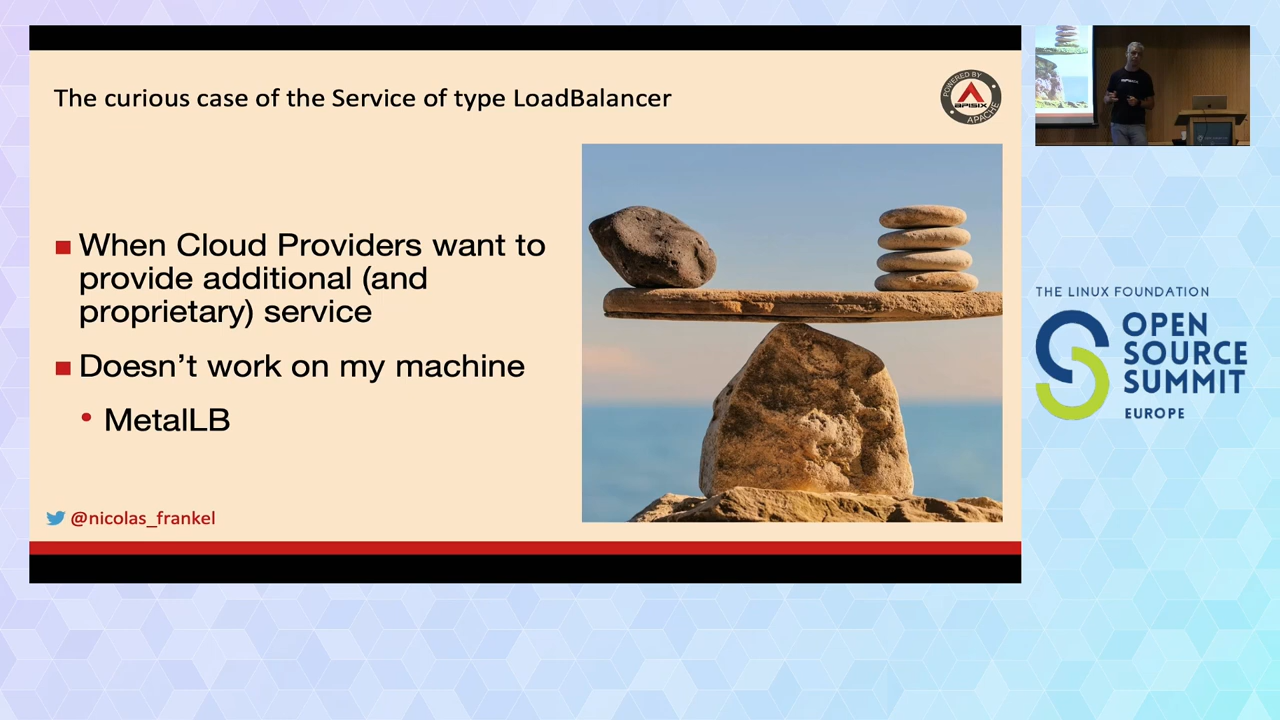 The curious case of the Service of type LoadBalancer
POWERED BY
APISIX
APACHE
When Cloud Providers want to
provide additional (and
proprietary) service
Doesn’t work on my machine
MetalLB
@nicolas_frankel
APISIX
THE LINUX FOUNDATION
OPEN
SOURCE
SUMMIT
EUROPE